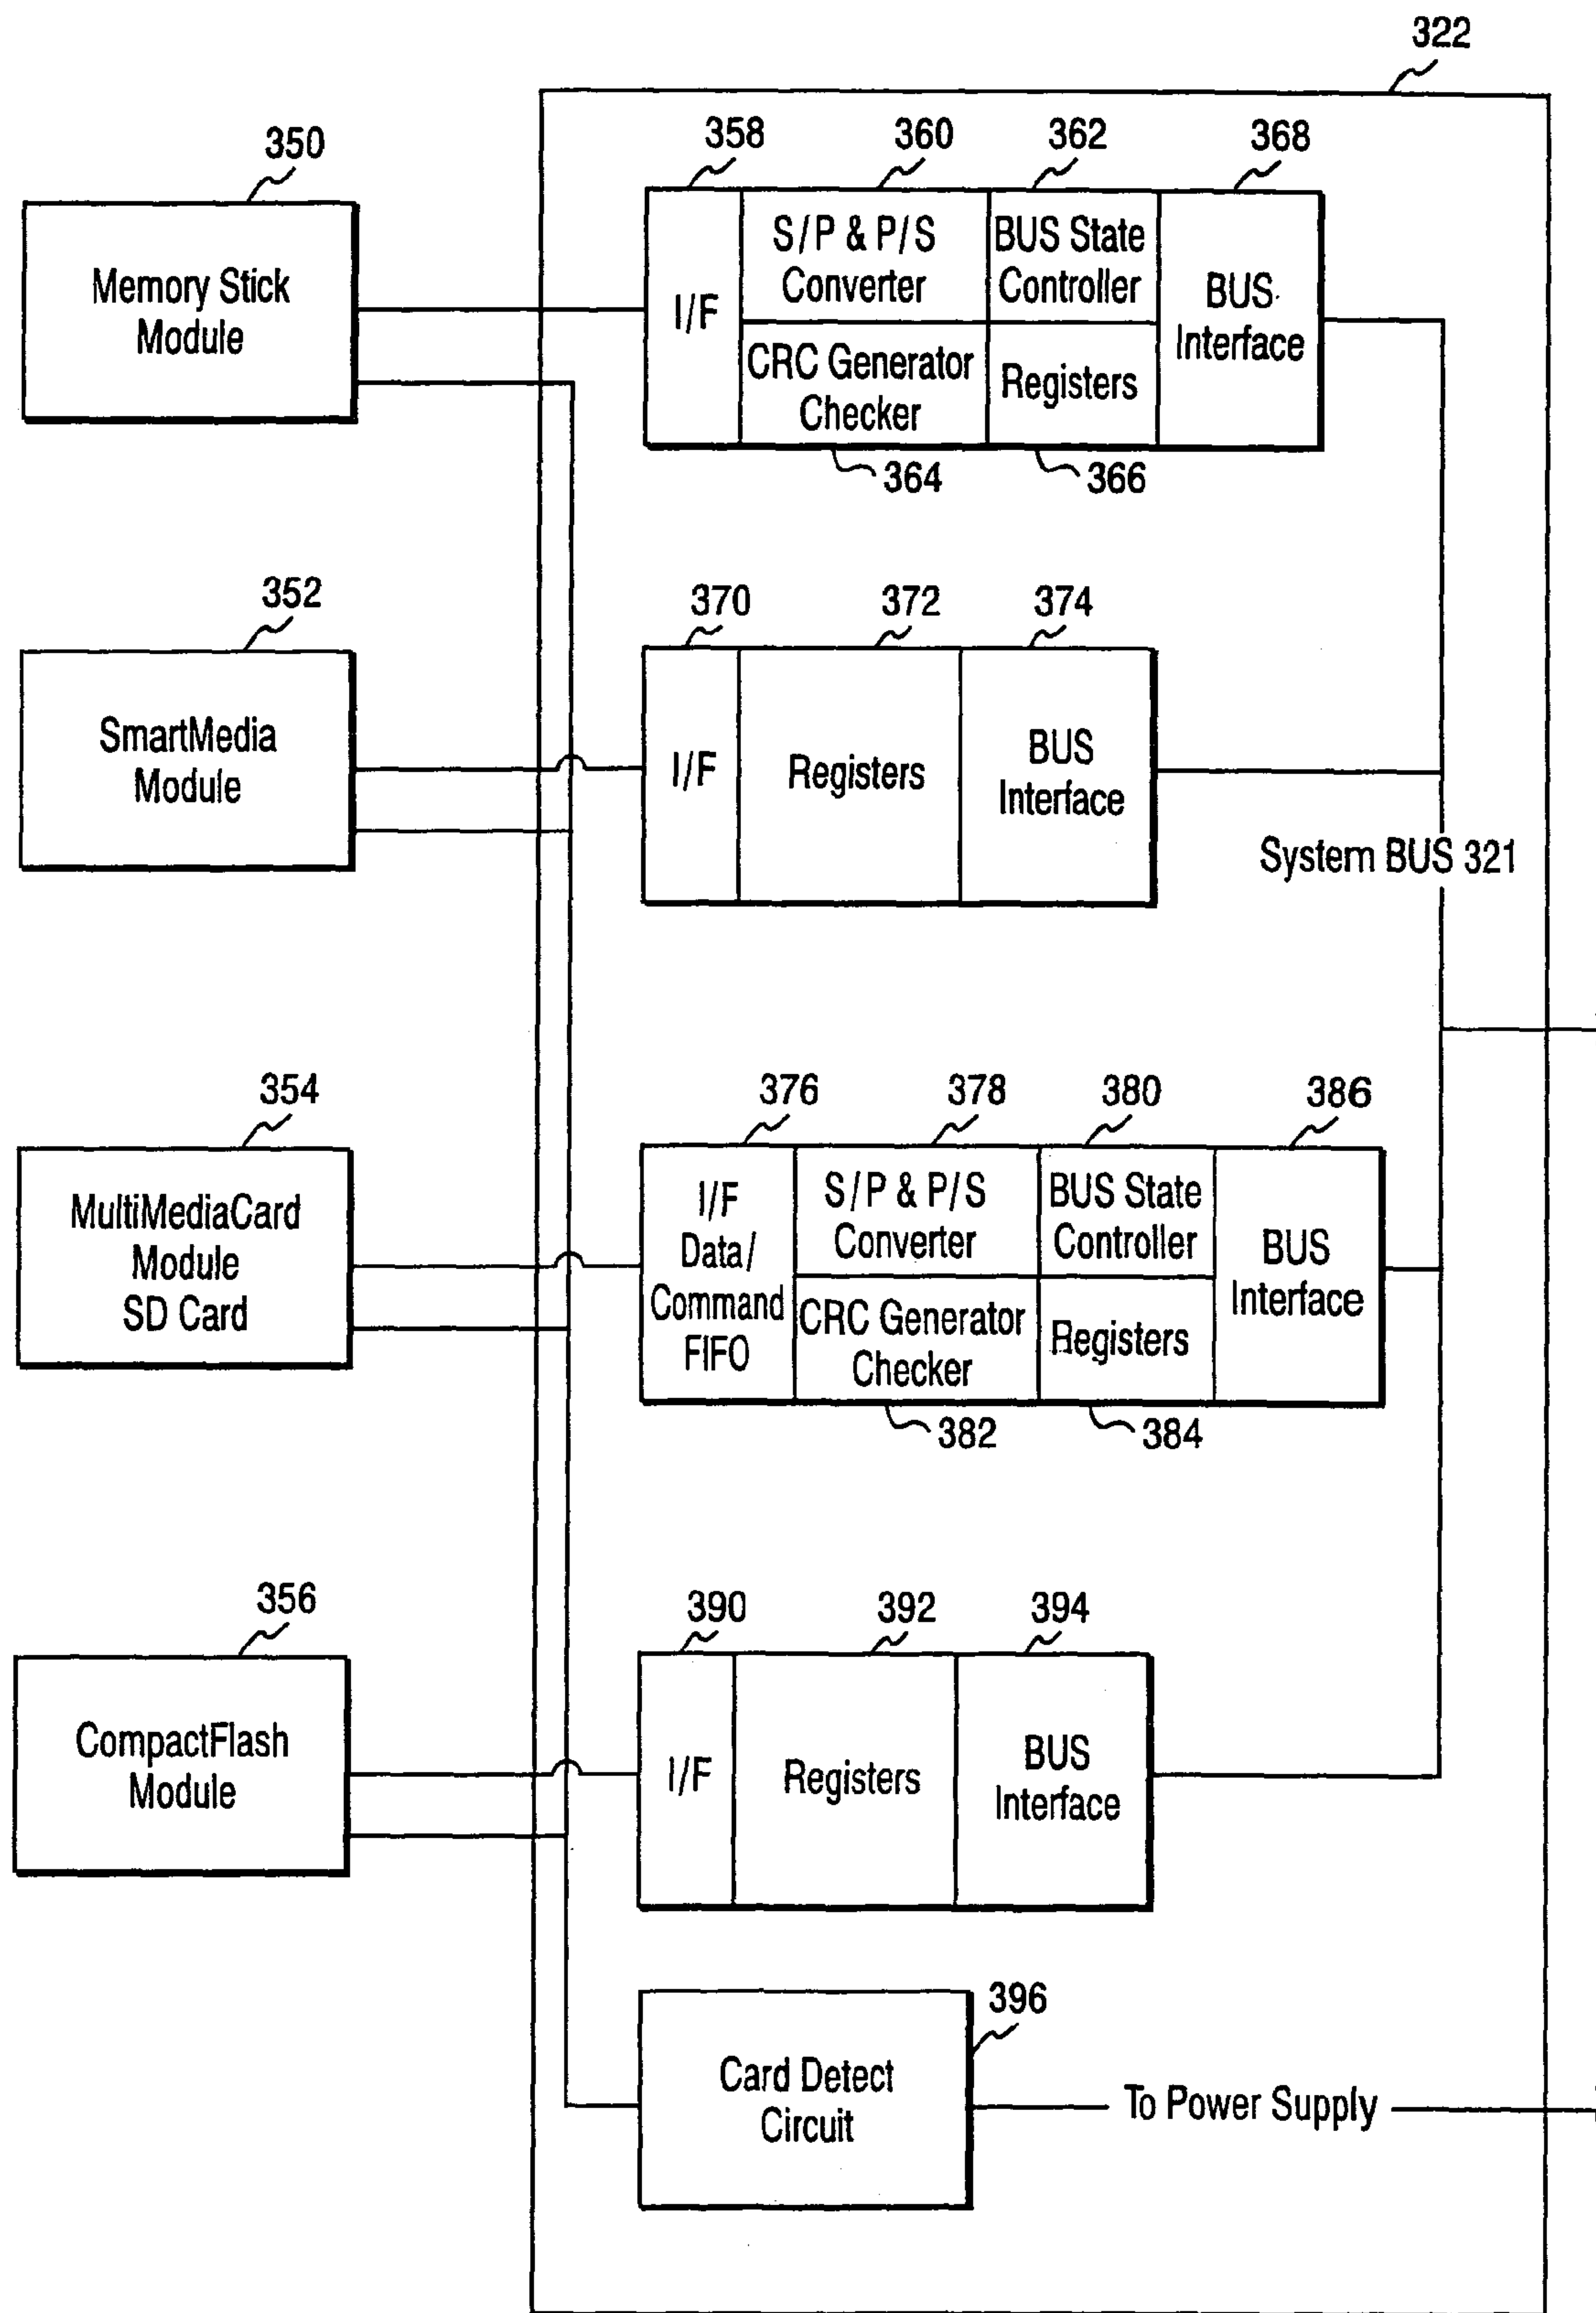 322
350
358
360
362
368
Memory Stick
Module
I/F
S/P & P/S
Converter
BUS State
Controller
BUS
Interface
CRC Generator
Checker
Registers
364
366
352
370
372
374
SmartMedia
Module
I/F
Registers
BUS
Interface
System BUS 321
354
376
378
380
386
MultiMediaCard
Module
SD Card
I/F
Data/
Command
FIFO
S/P & P/S
Converter
BUS State
Controller
BUS
Interface
CRC Generator
Checker
Registers
382
384
356
390
392
394
CompactFlash
Module
I/F
Registers
BUS
Interface
396
Card Detect
Circuit
To Power Supply